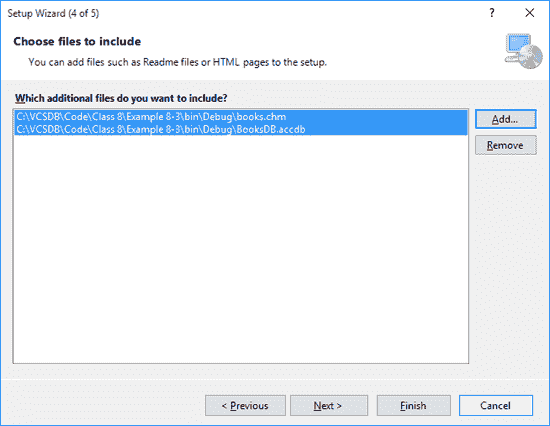 Setup Wizard (4 of 5)
?
Choose files to include
You can add files such as Readme files or HTML pages to the setup.
Which additional files do you want to include?
C:\VCSDB\Code\Class 8\Example 8-3\bin\Debug\books.chm
C:\VCSDB\Code\Class 8\Example 8-3\bin\Debug\BooksDB.accdb
Add...
Remove
< Previous
Next >
Finish
Cancel